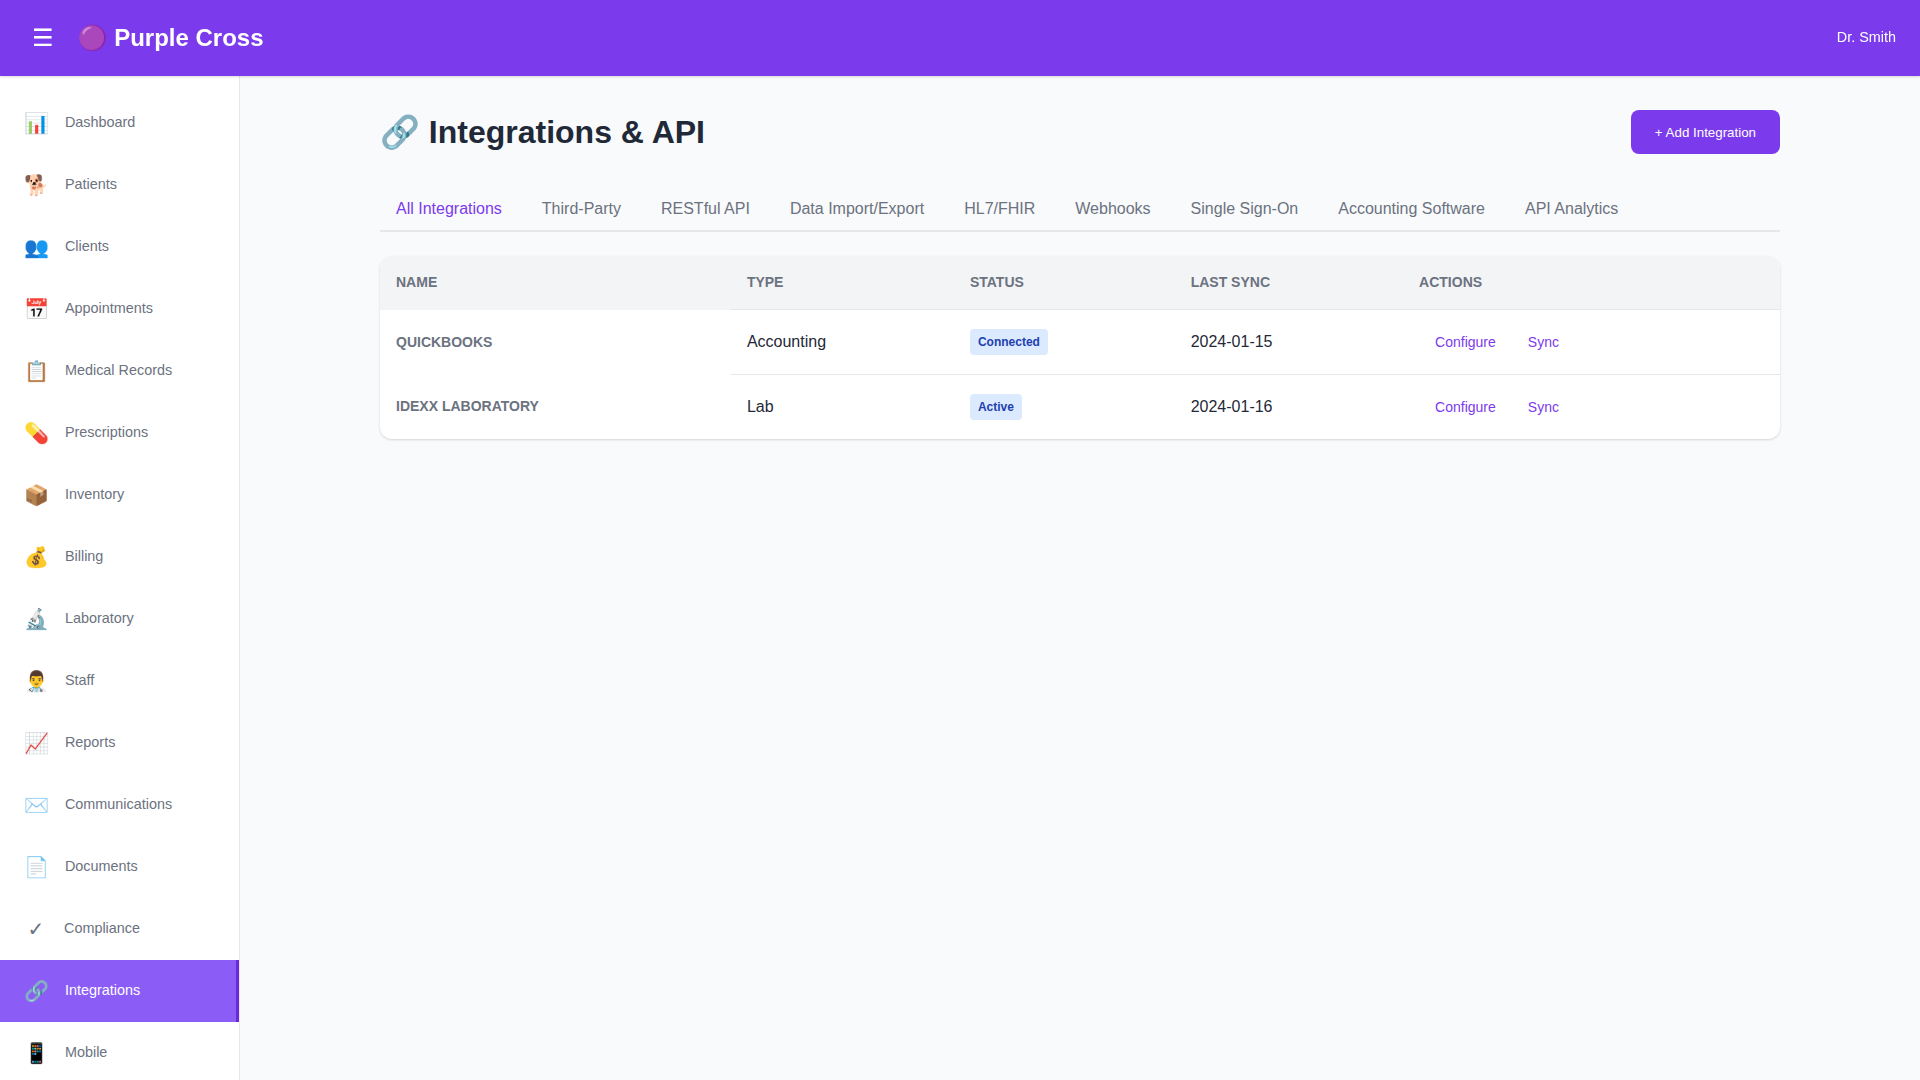 ☰ Purple Cross
Dr. Smith
Dashboard
Patients
Clients
Appointments
Medical Records
Prescriptions
Inventory
Billing
Laboratory
Staff
Reports
Communications
Documents
✓ Compliance
Integrations
Mobile
Integrations & API
+ Add Integration
All Integrations Third-Party RESTful API Data Import/Export HL7/FHIR Webhooks Single Sign-On Accounting Software API Analytics
NAME TYPE STATUS LAST SYNC ACTIONS
QUICKBOOKS Accounting Connected 2024-01-15 Configure Sync
IDEXX LABORATORY Lab Active 2024-01-16 Configure Sync